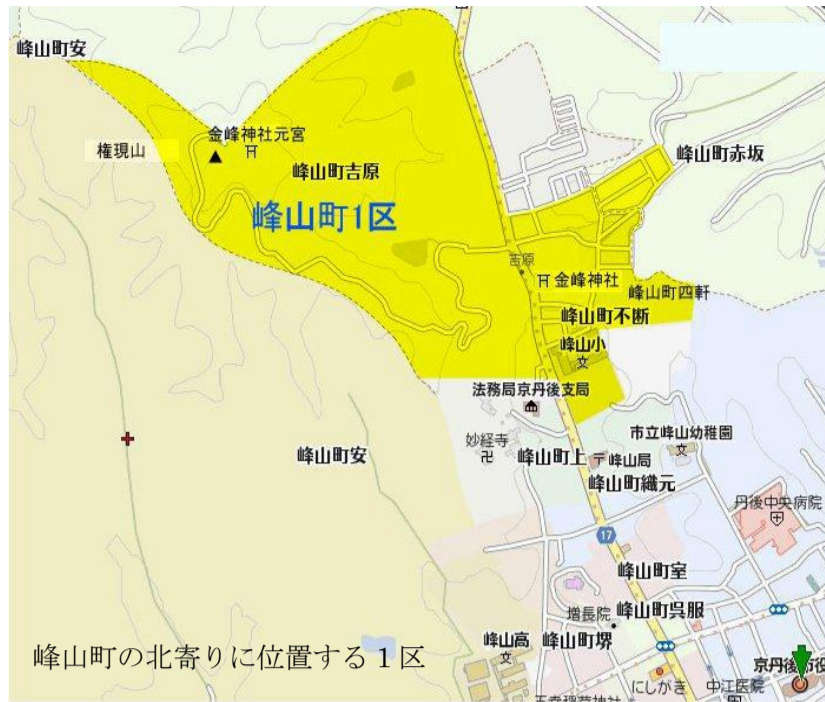 峰山町安
金峰神社元宮
権現山
峰山町吉原
峰山町赤坂
峰山町1区
吉原
金峰神社
峰山町四軒
峰山町不断
峰山小
文
法務局京丹後支局
妙経寺
卍
峰山町安
峰山町上
〒峰山局
市立峰山幼稚園
文
峰山町織元
丹後中央病院
17
峰山町室
増長院
峰山町呉服
峰山高
文
峰山町堺
峰山町の北寄りに位置する1区
にしがき
中江医院